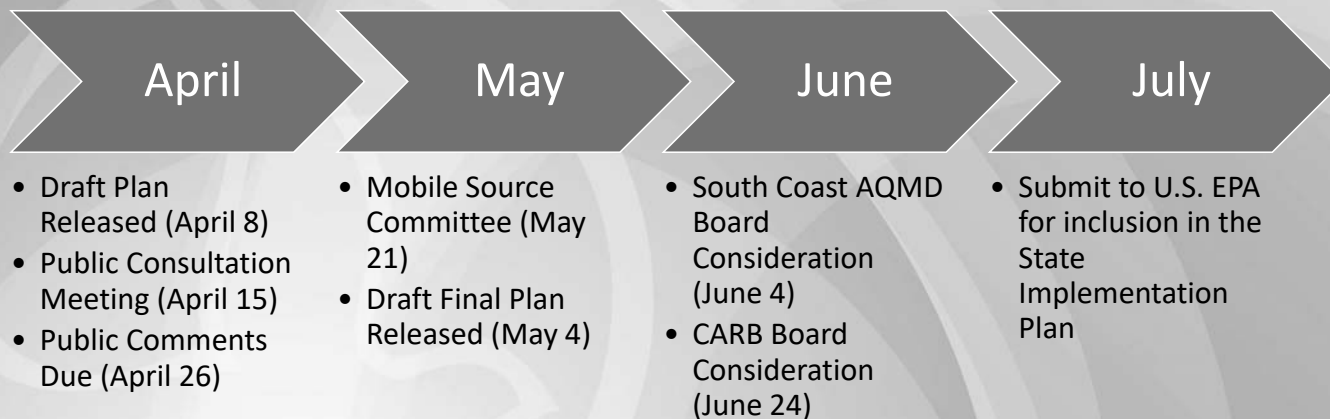 April
• Draft Plan
Released (April 8)
• Public Consultation
Meeting (April 15)
• Public Comments
Due (April 26)
May
• Mobile Source
Committee (May
21)
• Draft Final Plan
Released (May 4)
June
• South Coast AQMD
Board
Consideration
(June 4)
• CARB Board
Consideration
(June 24)
July
• Submit to U.S. EPA
for inclusion in the
State
Implementation
Plan